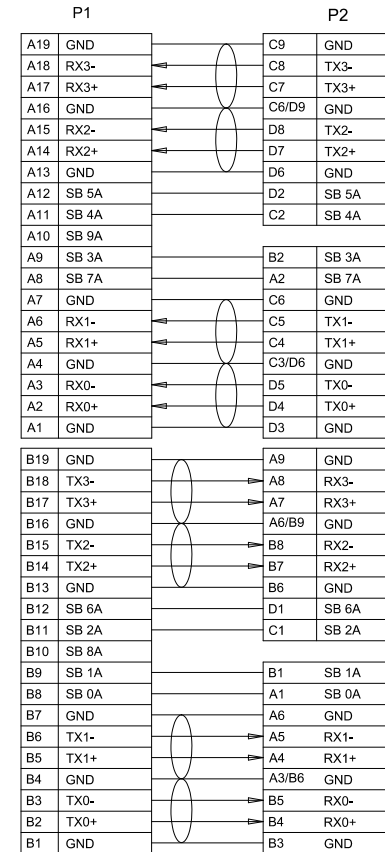 P1 P2
A19 GND C9 GND
A18 RX3- C8 TX3-
A17 RX3+ C7 TX3+
A16 GND C6/D9 GND
A15 RX2- D8 TX2-
A14 RX2+ D7 TX2+
A13 GND D6 GND
A12 SB 5A D2 SB 5A
A11 SB 4A C2 SB 4A
A10 SB 9A
A9 SB 3A B2 SB 3A
A8 SB 7A A2 SB 7A
A7 GND C6 GND
A6 RX1- C5 TX1-
A5 RX1+ C4 TX1+
A4 GND C3/D6 GND
A3 RX0- D5 TX0-
A2 RX0+ D4 TX0+
A1 GND D3 GND
B19 GND A9 GND
B18 TX3- A8 RX3-
B17 TX3+ A7 RX3+
B16 GND A6/B9 GND
B15 TX2- B8 RX2-
B14 TX2+ B7 RX2+
B13 GND B6 GND
B12 SB 6A D1 SB 6A
B11 SB 2A C1 SB 2A
B10 SB 8A
B9 SB 1A B1 SB 1A
B8 SB 0A A1 SB 0A
B7 GND A6 GND
B6 TX1- A5 RX1-
B5 TX1+ A4 RX1+
B4 GND A3/B6 GND
B3 TX0- B5 RX0-
B2 TX0+ B4 RX0+
B1 GND B3 GND